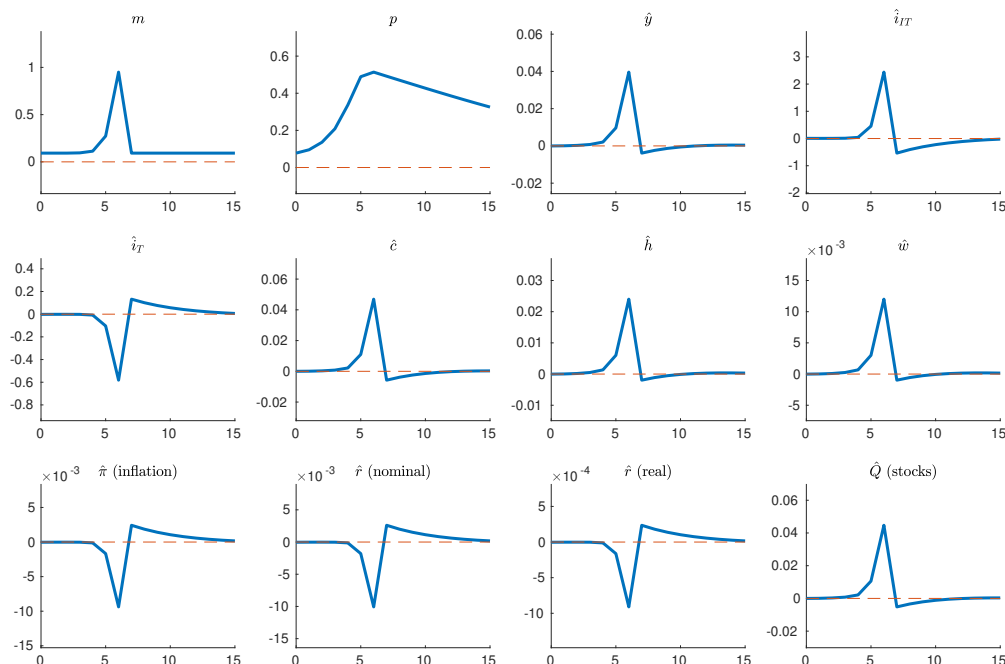 m p ŷ î_{IT}
1 0.6 0.06 3
0.4 0.04 2
0.5 0.2 0.02 1
0 0 0 0
-0.02 -1
-2
0 5 10 15 0 5 10 15 0 5 10 15 0 5 10 15
î_T ĉ ĥ ŵ
×10⁻³
0.4 0.06 0.03 15
0.2 0.04 0.02 10
0 0.02 0.01 5
-0.2 0 0 0
-0.4 -0.02 -0.01 -5
-0.6
-0.8
0 5 10 15 0 5 10 15 0 5 10 15 0 5 10 15
×10⁻³ π̂ (inflation) ×10⁻³ r̂ (nominal) ×10⁻⁴ r̂ (real) Q̂ (stocks)
5 5 5 0.06
0 0 0 0.04
-5 -5 -5 0.02
-10 -10 -10 0
-15 -15 -0.02
0 5 10 15 0 5 10 15 0 5 10 15 0 5 10 15